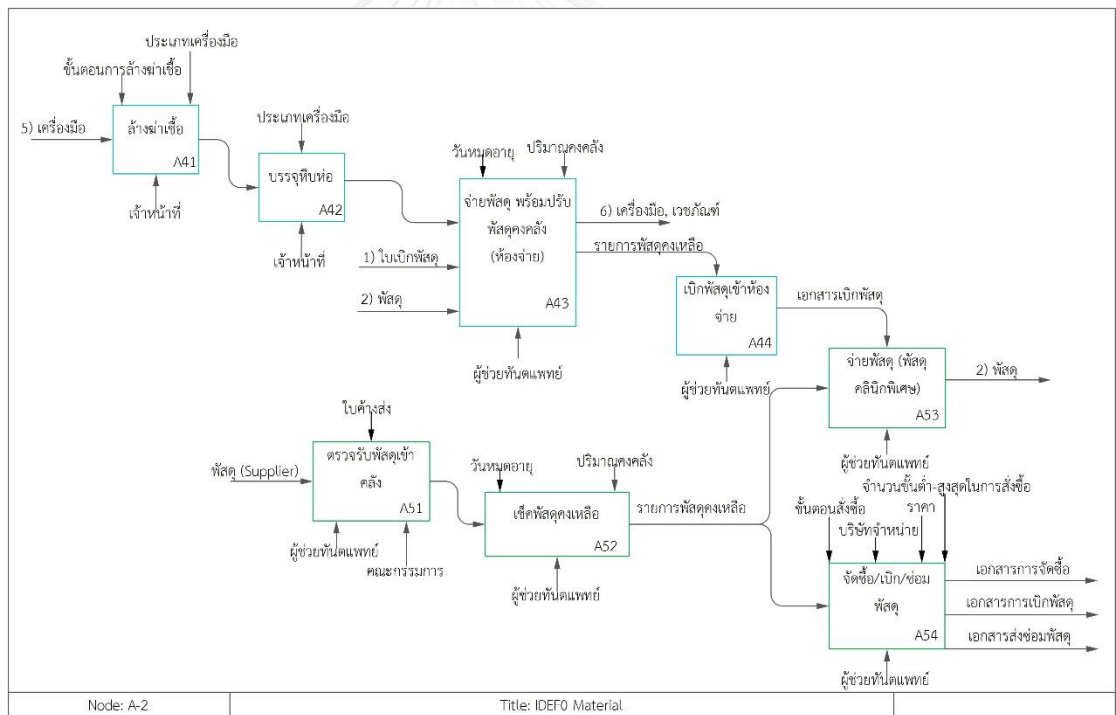 ประเภทเครื่องมือ
ขั้นตอนการล้างฆ่าเชื้อ
5) เครื่องมือ
ล้างฆ่าเชื้อ
A41
เจ้าหน้าที่
ประเภทเครื่องมือ
บรรจุหีบห่อ
A42
เจ้าหน้าที่
วันหมดอายุ
ปริมาณคงคลัง
จ่ายพัสดุ พร้อมปรับ
พัสดุคงคลัง
(ห้องจ่าย)
A43
1) ใบเบิกพัสดุ
2) พัสดุ
ผู้ช่วยทันตแพทย์
6) เครื่องมือ, เวชภัณฑ์
รายการพัสดุคงเหลือ
เบิกพัสดุเข้าห้อง
จ่าย
A44
ผู้ช่วยทันตแพทย์
เอกสารเบิกพัสดุ
จ่ายพัสดุ (พัสดุ
คลินิกพิเศษ)
A53
2) พัสดุ
ผู้ช่วยทันตแพทย์
ใบค้างส่ง
พัสดุ (Supplier)
ตรวจรับพัสดุเข้า
คลัง
A51
ผู้ช่วยทันตแพทย์
คณะกรรมการ
วันหมดอายุ
ปริมาณคงคลัง
เช็คพัสดุคงเหลือ
A52
ผู้ช่วยทันตแพทย์
รายการพัสดุคงเหลือ
จำนวนขั้นต่ำ-สูงสุดในการสั่งซื้อ
ขั้นตอนสั่งซื้อ
ราคา
บริษัทจำหน่าย
จัดซื้อ/เบิก/ซ่อม
พัสดุ
A54
เอกสารการจัดซื้อ
เอกสารการเบิกพัสดุ
เอกสารส่งซ่อมพัสดุ
ผู้ช่วยทันตแพทย์
Node: A-2
Title: IDEF0 Material